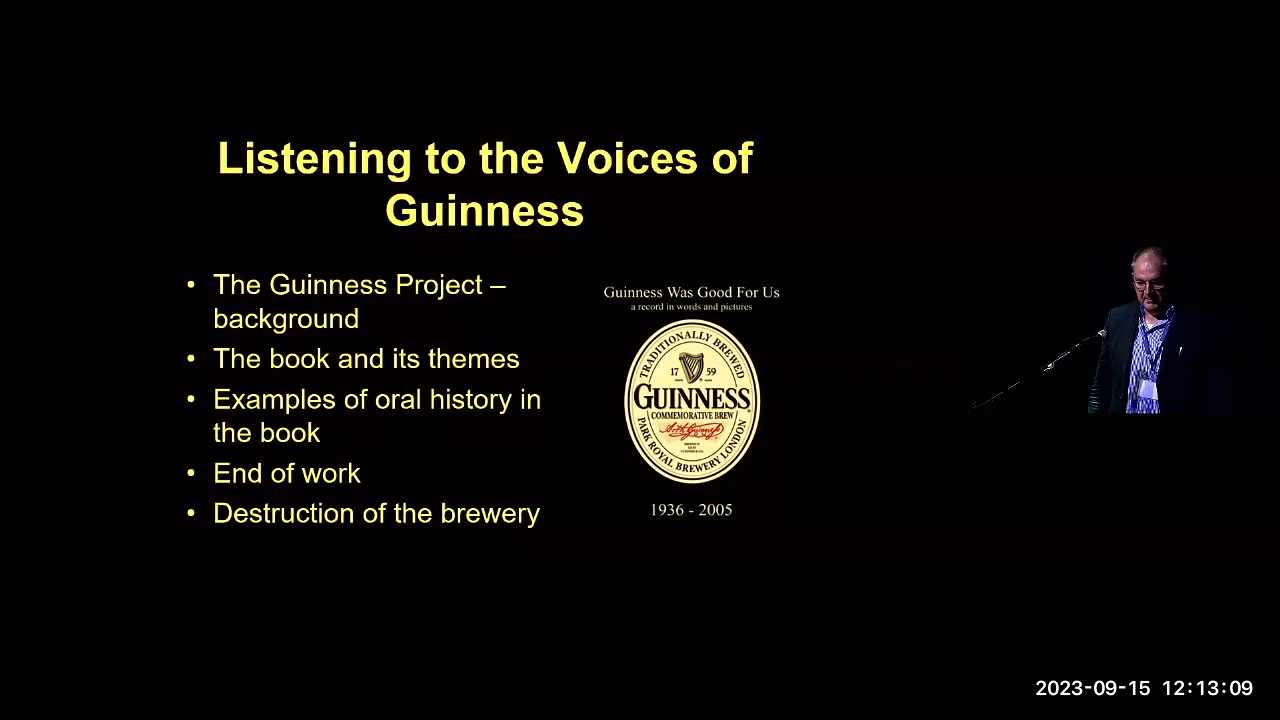 Listening to the Voices of
Guinness
• The Guinness Project –
background
• The book and its themes
• Examples of oral history in
the book
• End of work
• Destruction of the brewery
Guinness Was Good For Us
a record in words and pictures
TRADITIONALLY BREWED
17 59
GUINNESS
COMMEMORATIVE BREW
PARK ROYAL BREWERY LONDON
1936 - 2005
2023-09-15 12:13:09